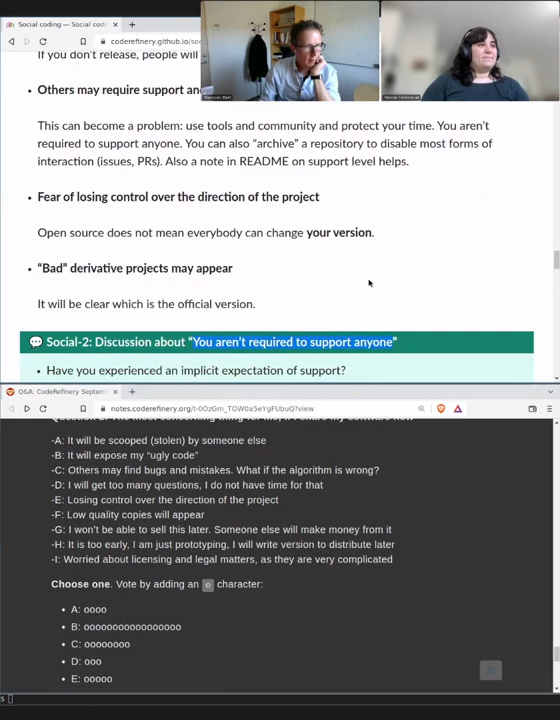 Social coding — Social codi
coderefinery.github.io/soc
If you don't release, people will
• Others may require support an
This can become a problem: use tools and community and protect your time. You aren't
required to support anyone. You can also "archive" a repository to disable most forms of
interaction (issues, PRs). Also a note in README on support level helps.
• Fear of losing control over the direction of the project
Open source does not mean everybody can change your version.
• "Bad" derivative projects may appear
It will be clear which is the official version.
💬 Social-2: Discussion about "You aren't required to support anyone"
• Have you experienced an implicit expectation of support?
Q&A: CodeRefinery Septem
notes.coderefinery.org/t-0OzGm_TOW0a5eYgFUbuQ?view
-A: It will be scooped (stolen) by someone else
-B: It will expose my "ugly code"
-C: Others may find bugs and mistakes. What if the algorithm is wrong?
-D: I will get too many questions, I do not have time for that
-E: Losing control over the direction of the project
-F: Low quality copies will appear
-G: I won't be able to sell this later. Someone else will make money from it
-H: It is too early, I am just prototyping, I will write version to distribute later
-I: Worried about licensing and legal matters, as they are very complicated
Choose one. Vote by adding an o character:
• A: oooo
• B: ooooooooooooooooo
• C: oooooooo
• D: ooo
• E: ooooo
$